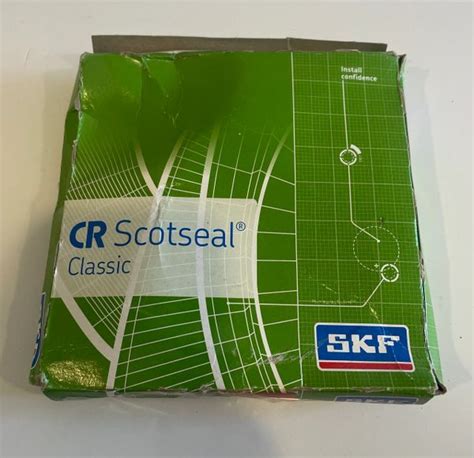 Install
confidence
CR Scotseal®
Classic
SKF